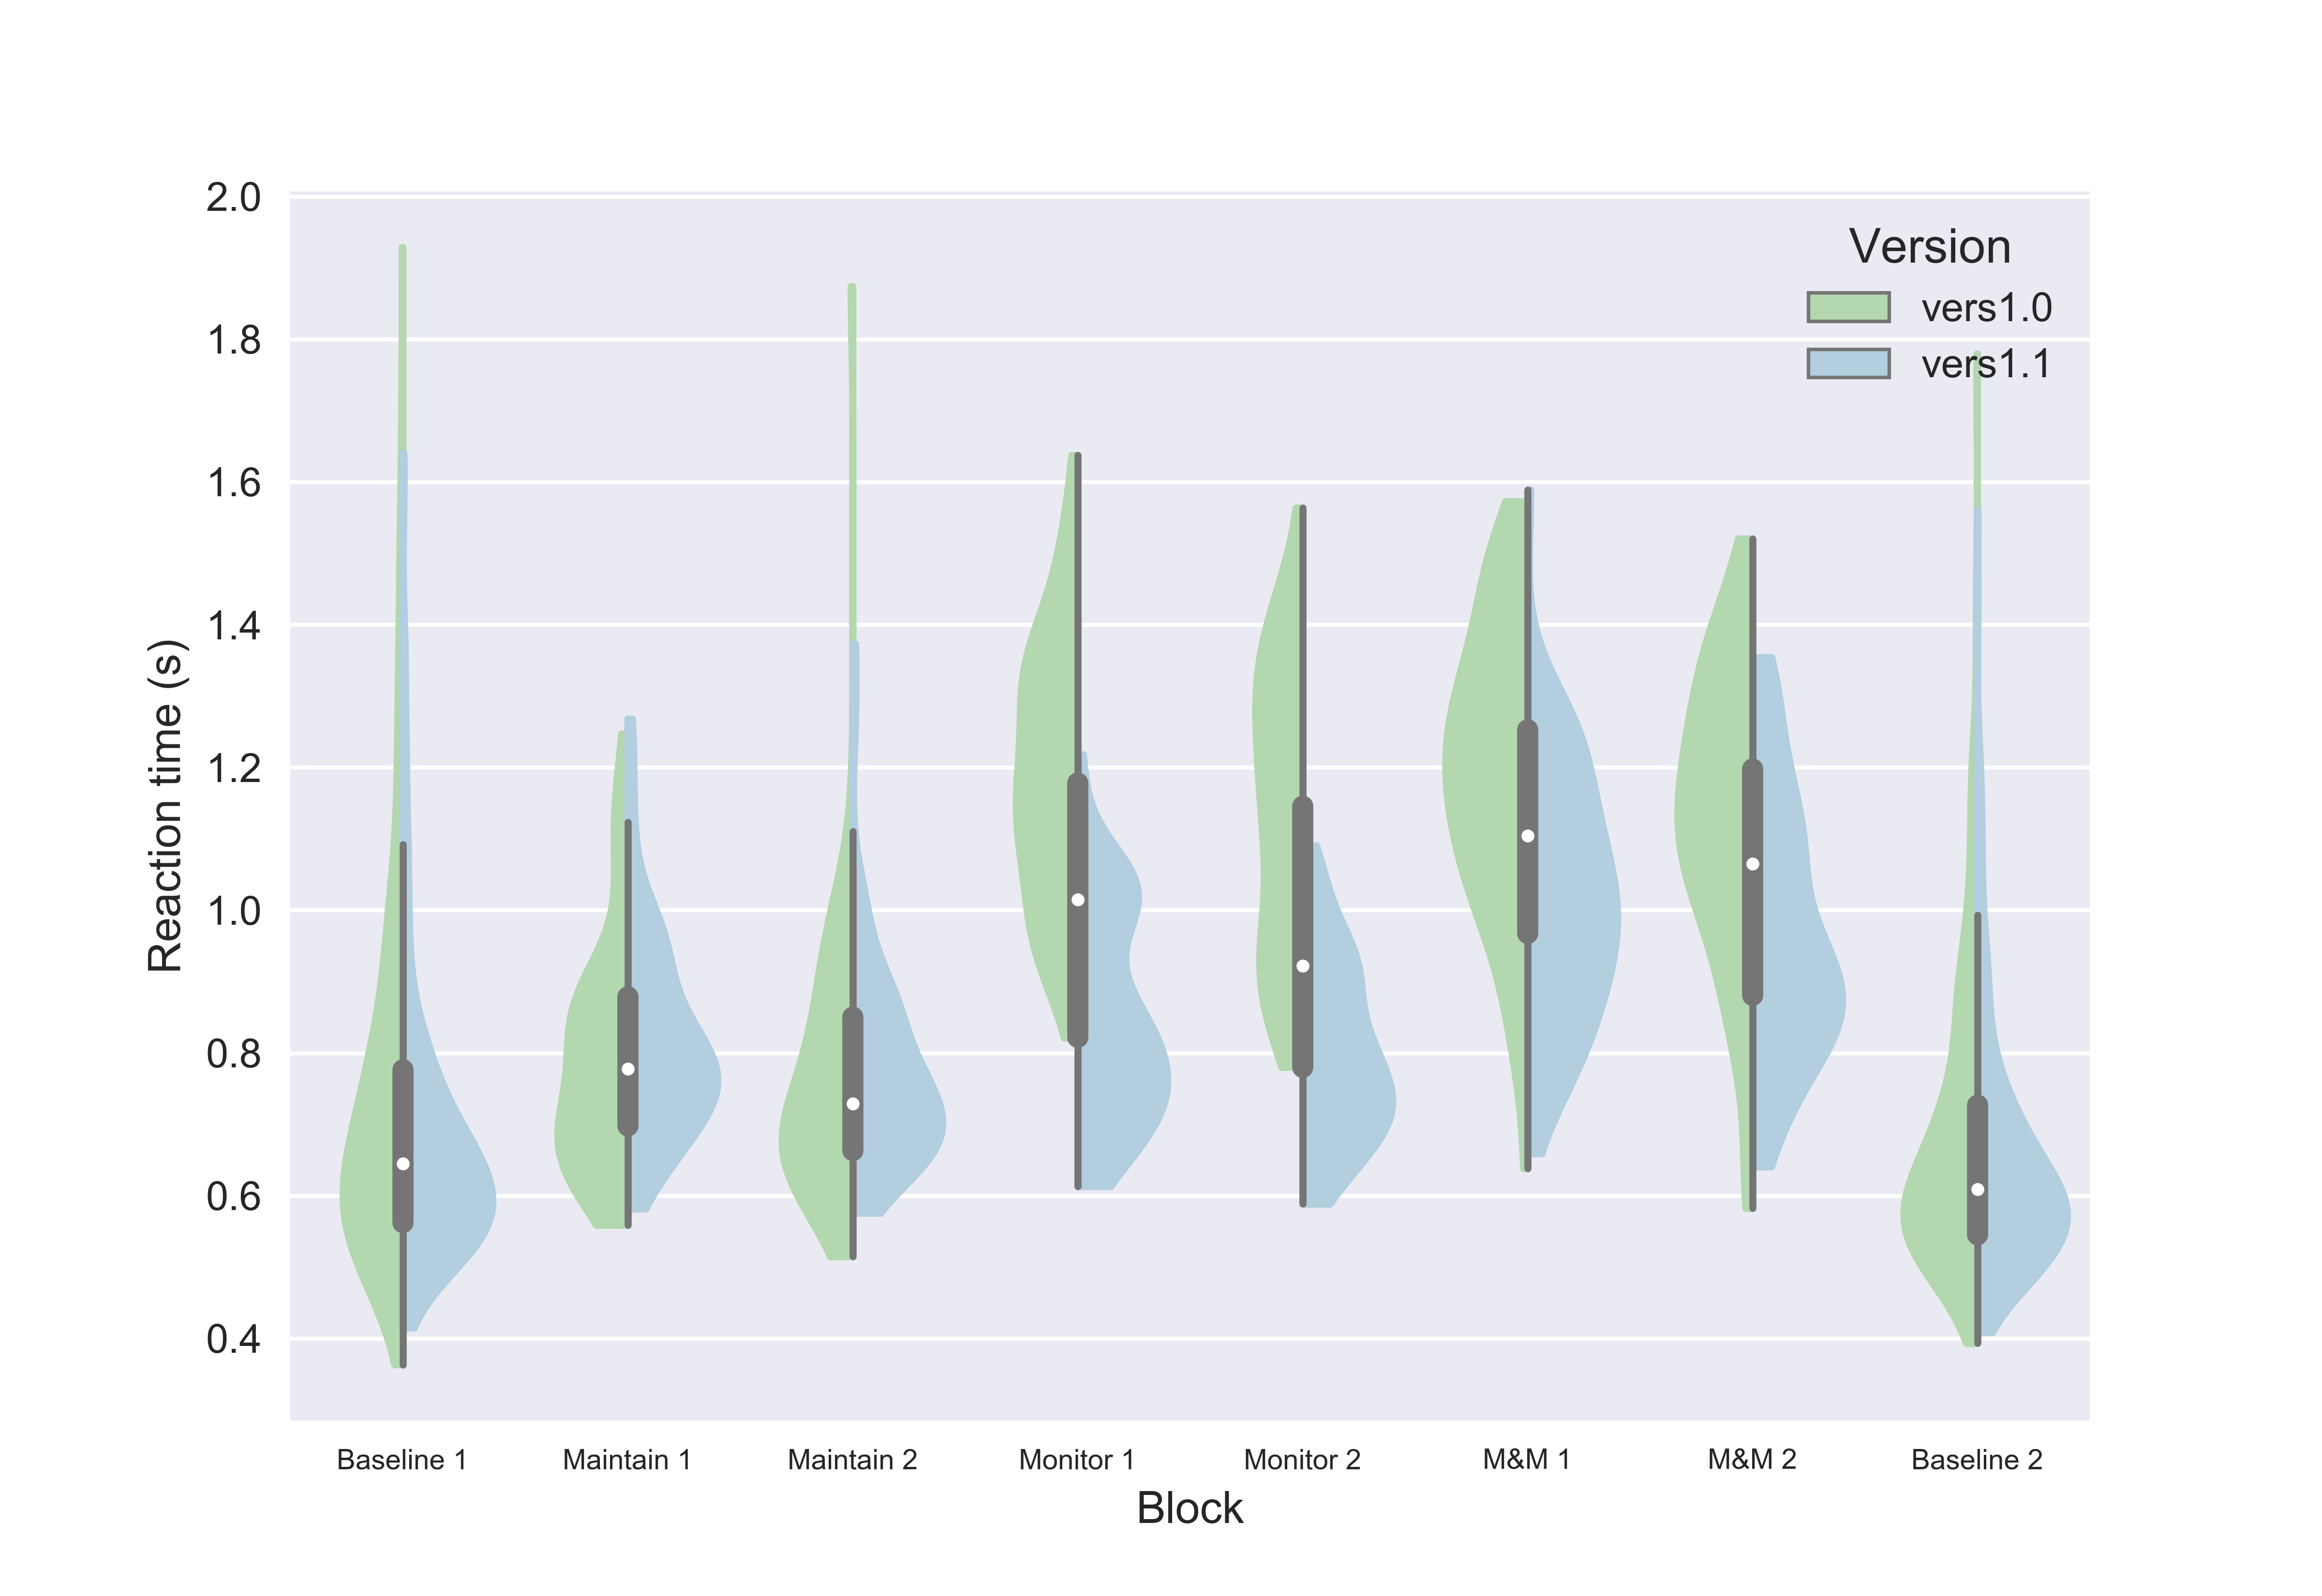 2.0
1.8
1.6
1.4
1.2
1.0
0.8
0.6
0.4
Reaction time (s)
Version
vers1.0
vers1.1
Baseline 1
Maintain 1
Maintain 2
Monitor 1
Monitor 2
M&M 1
M&M 2
Baseline 2
Block